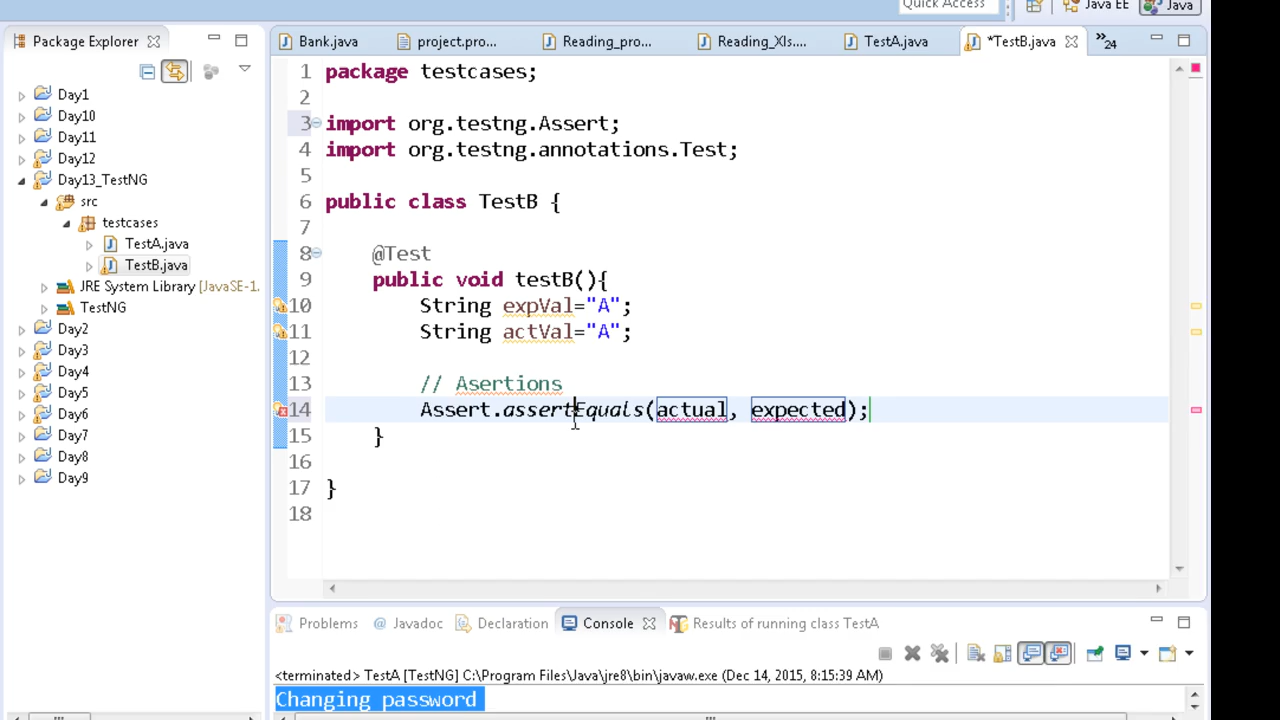 Quick Access
Java EE
Java
Package Explorer
Bank.java
project.pro...
Reading_pro...
Reading_Xls....
TestA.java
*TestB.java
24
Day1
Day10
Day11
Day12
Day13_TestNG
src
testcases
TestA.java
TestB.java
JRE System Library [JavaSE-1.
TestNG
Day2
Day3
Day4
Day5
Day6
Day7
Day8
Day9
1 package testcases;
2
3 import org.testng.Assert;
4 import org.testng.annotations.Test;
5
6 public class TestB {
7
8 @Test
9 public void testB(){
10 String expVal="A";
11 String actVal="A";
12
13 // Asertions
14 Assert.assertEquals(actual, expected);
15 }
16
17 }
18
Problems
@ Javadoc
Declaration
Console
Results of running class TestA
<terminated> TestA [TestNG] C:\Program Files\Java\jre8\bin\javaw.exe (Dec 14, 2015, 8:15:39 AM)
Changing password